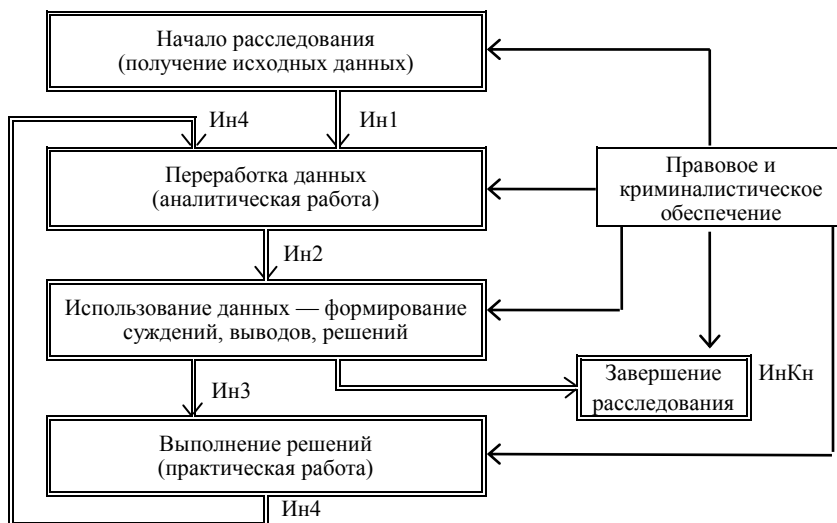 Начало расследования
(получение исходных данных)
Ин4
Ин1
Переработка данных
(аналитическая работа)
Правовое и
криминалистическое
обеспечение
Ин2
Использование данных — формирование
суждений, выводов, решений
Ин3
Завершение
расследования
ИнКн
Выполнение решений
(практическая работа)
Ин4